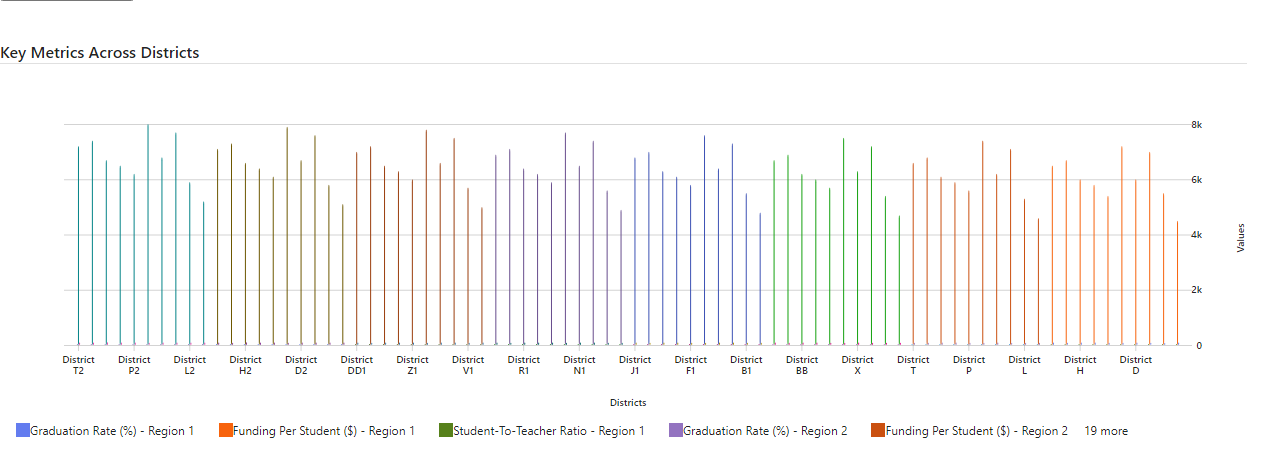 Key Metrics Across Districts
8k
6k
4k
2k
0
Values
District T2
District P2
District L2
District H2
District D2
District DD1
District Z1
District V1
District R1
District N1
District J1
District F1
District B1
District BB
District X
District T
District P
District L
District H
District D
Districts
Graduation Rate (%) - Region 1
Funding Per Student ($) - Region 1
Student-To-Teacher Ratio - Region 1
Graduation Rate (%) - Region 2
Funding Per Student ($) - Region 2
19 more